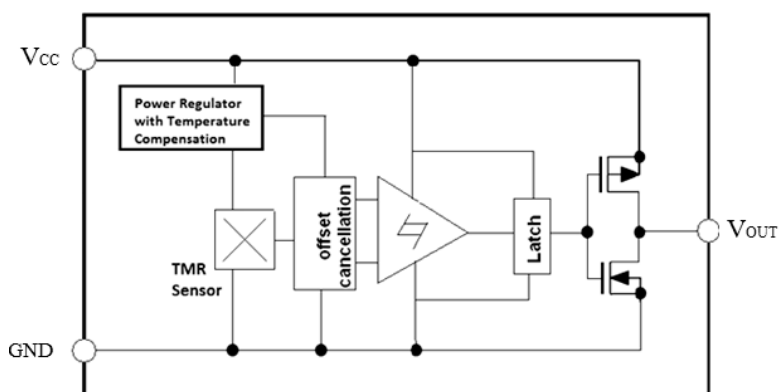 VCC
Power Regulator
with Temperature
Compensation
TMR
Sensor
offset
cancellation
Latch
VOUT
GND